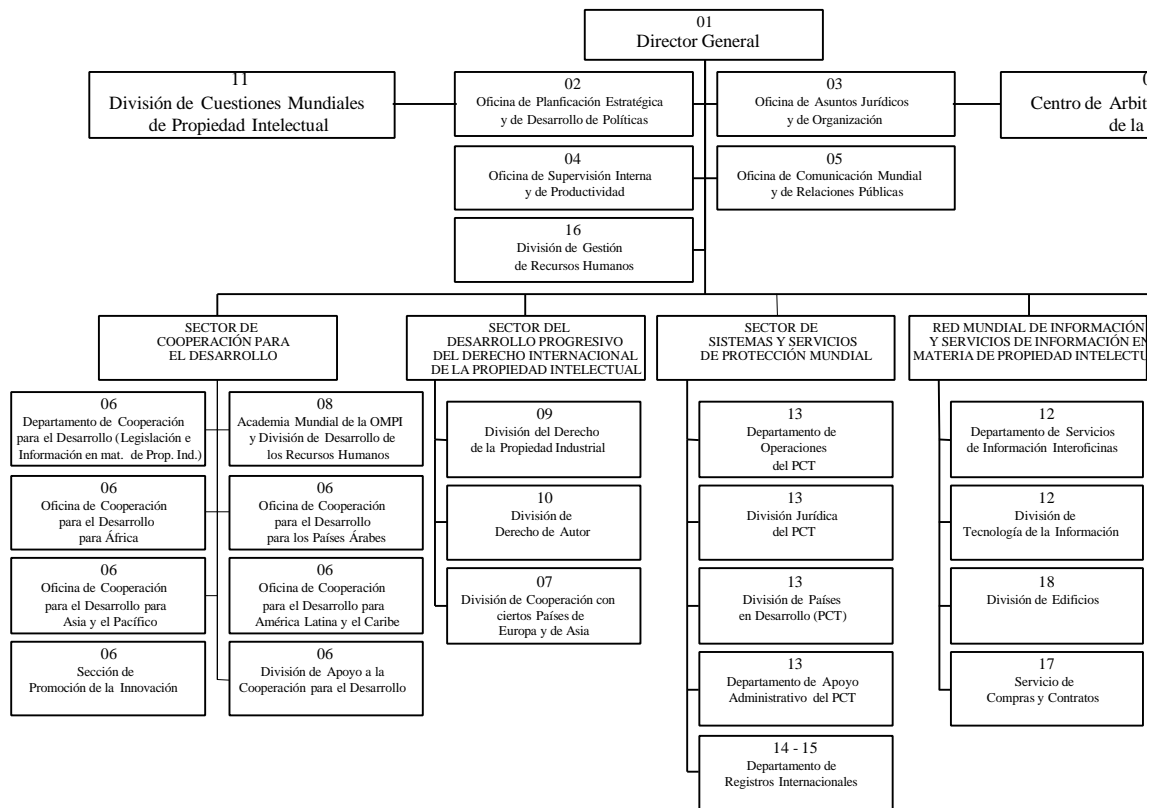 01
Director General
11
División de Cuestiones Mundiales
de Propiedad Intelectual
02
Oficina de Planficación Estratégica
y de Desarrollo de Políticas
03
Oficina de Asuntos Jurídicos
y de Organización
Centro de
de la
04
Oficina de Supervisión Interna
y de Productividad
05
Oficina de Comunicación Mundial
y de Relaciones Públicas
16
División de Gestión
de Recursos Humanos
SECTOR DE
COOPERACIÓN PARA
EL DESARROLLO
SECTOR DEL
DESARROLLO PROGRESIVO
DEL DERECHO INTERNACIONAL
DE LA PROPIEDAD INTELECTUAL
SECTOR DE
SISTEMAS Y SERVICIOS
DE PROTECCIÓN MUNDIAL
RED MUNDIAL DE INFORMACIÓN
Y SERVICIOS DE INFORMACIÓN EN
MATERIA DE PROPIEDAD
06
Departamento de Cooperación
para el Desarrollo (Legislación e
Información en mat. de Prop. Ind.)
08
Academia Mundial de la OMPI
y División de Desarrollo de
los Recursos Humanos
06
Oficina de Cooperación
para el Desarrollo
para África
06
Oficina de Cooperación
para el Desarrollo
para los Países Árabes
06
Oficina de Cooperación
para el Desarrollo para
Asia y el Pacífico
06
Oficina de Cooperación
para el Desarrollo para
América Latina y el Caribe
06
Sección de
Promoción de la Innovación
06
División de Apoyo a la
Cooperación para el Desarrollo
09
División del Derecho
de la Propiedad Industrial
10
División de
Derecho de Autor
07
División de Cooperación con
ciertos Países de
Europa y de Asia
13
Departamento de
Operaciones
del PCT
13
División Jurídica
del PCT
13
División de Países
en Desarrollo (PCT)
13
Departamento de Apoyo
Administrativo del PCT
14 - 15
Departamento de
Registros Internacionales
12
Departamento de Servicios
de Información Interoficinas
12
División de
Tecnología de la Información
18
División de Edificios
17
Servicio de
Compras y Contratos